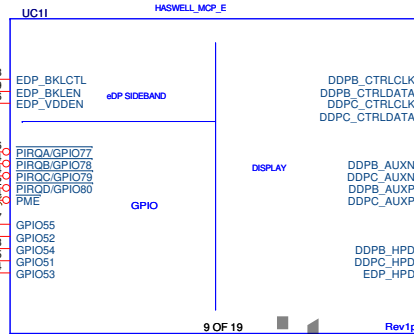 UC1I
HASWELL_MCP_E
EDP_BKLCTL
EDP_BKLEN
EDP_VDDEN
eDP SIDEBAND
DDPB_CTRLCLK
DDPB_CTRLDATA
DDPC_CTRLCLK
DDPC_CTRLDATA
PIRQA/GPIO77
PIRQB/GPIO78
PIRQC/GPIO79
PIRQD/GPIO80
PME
GPIO
DISPLAY
DDPB_AUXN
DDPC_AUXN
DDPB_AUXP
DDPC_AUXP
GPIO55
GPIO52
GPIO54
GPIO51
GPIO53
DDPB_HPD
DDPC_HPD
EDP_HPD
9 OF 19
Rev1p